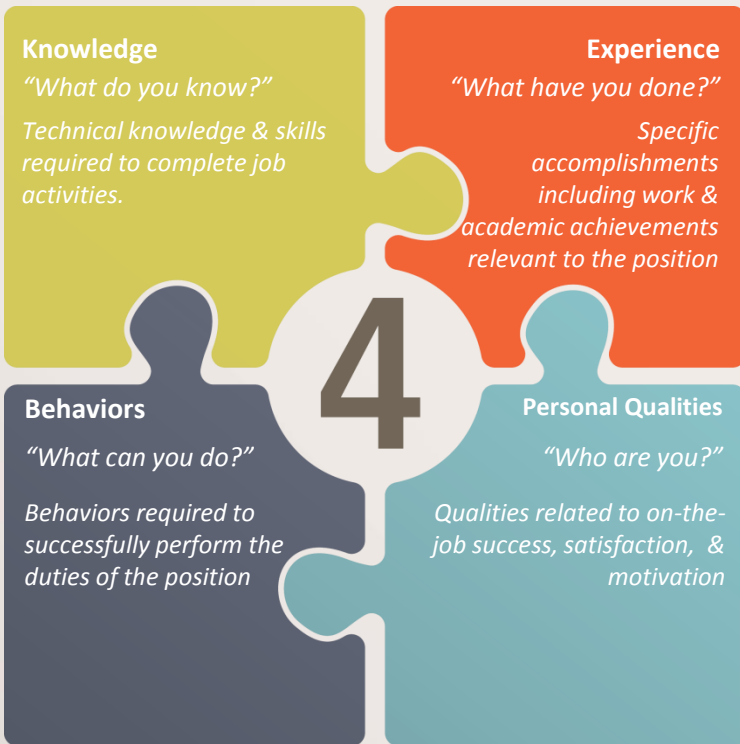 Knowledge
“What do you know?”
Technical knowledge & skills
required to complete job
activities.
Experience
“What have you done?”
Specific
accomplishments
including work &
academic achievements
relevant to the position
4
Behaviors
“What can you do?”
Behaviors required to
successfully perform the
duties of the position
Personal Qualities
“Who are you?”
Qualities related to on-the-
job success, satisfaction,  &
motivation